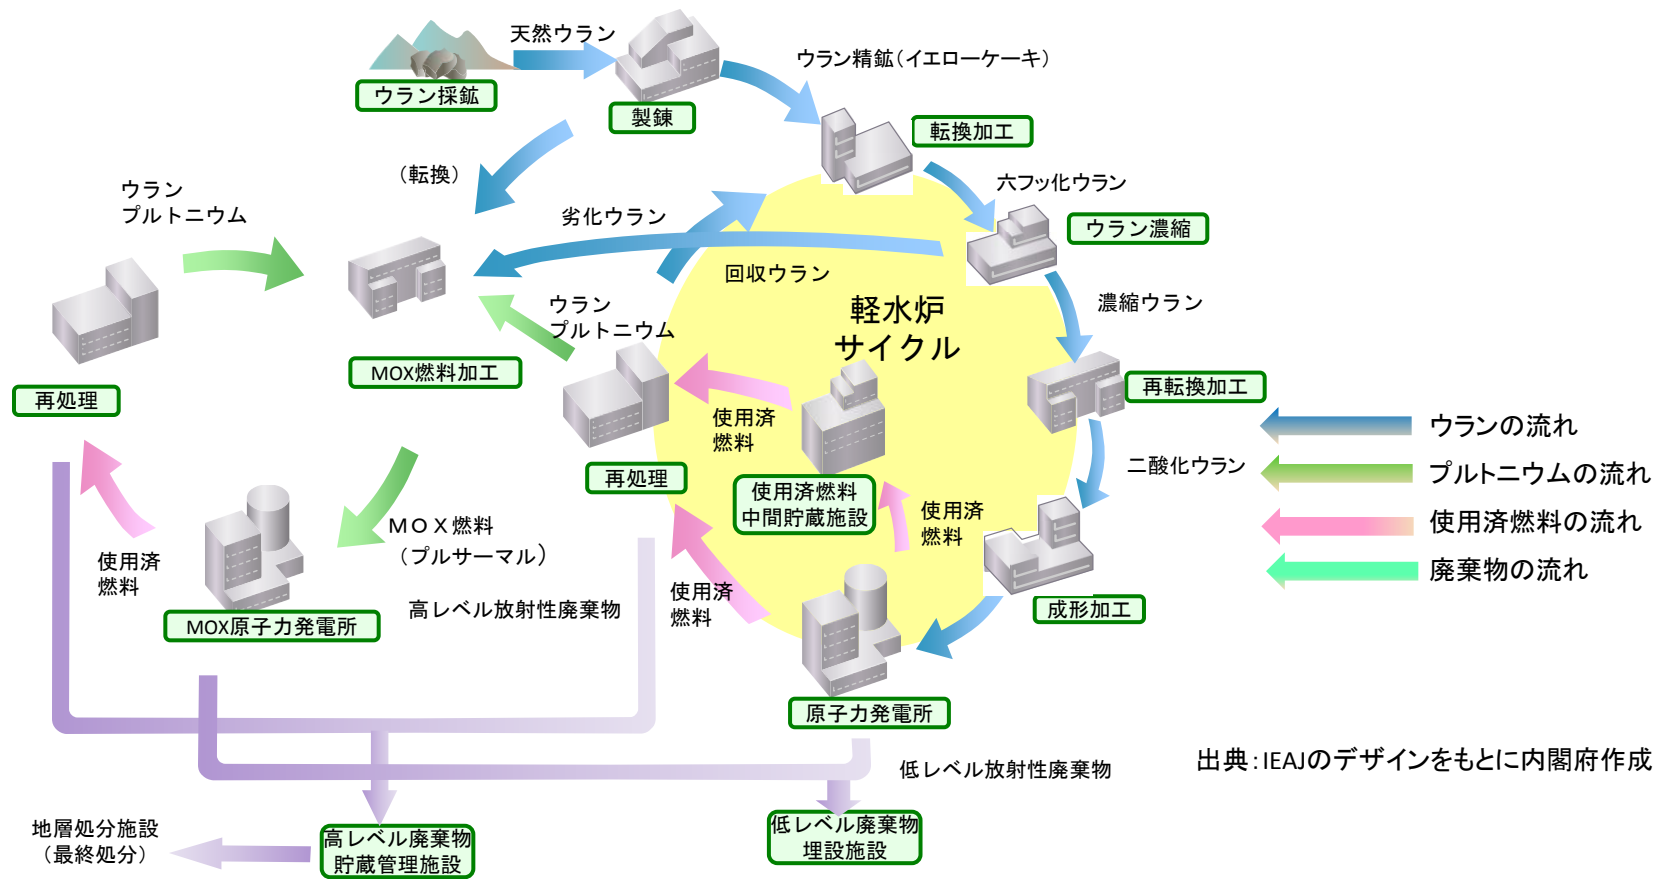 天然ウラン
ウラン採鉱
製錬
ウラン精鉱(イエローケーキ)
転換加工
(転換)
六フッ化ウラン
ウラン
プルトニウム
劣化ウラン
ウラン濃縮
回収ウラン
濃縮ウラン
ウラン
プルトニウム
軽水炉
サイクル
MOX燃料加工
再処理
再転換加工
使用済
燃料
ウランの流れ
二酸化ウラン
プルトニウムの流れ
再処理
使用済燃料
中間貯蔵施設
使用済
燃料
使用済燃料の流れ
MOX燃料
(プルサーマル)
使用済
燃料
廃棄物の流れ
使用済
燃料
高レベル放射性廃棄物
成形加工
MOX原子力発電所
原子力発電所
低レベル放射性廃棄物
出典:IEAJのデザインをもとに内閣府作成
地層処分施設
(最終処分)
高レベル廃棄物
貯蔵管理施設
低レベル廃棄物
埋設施設